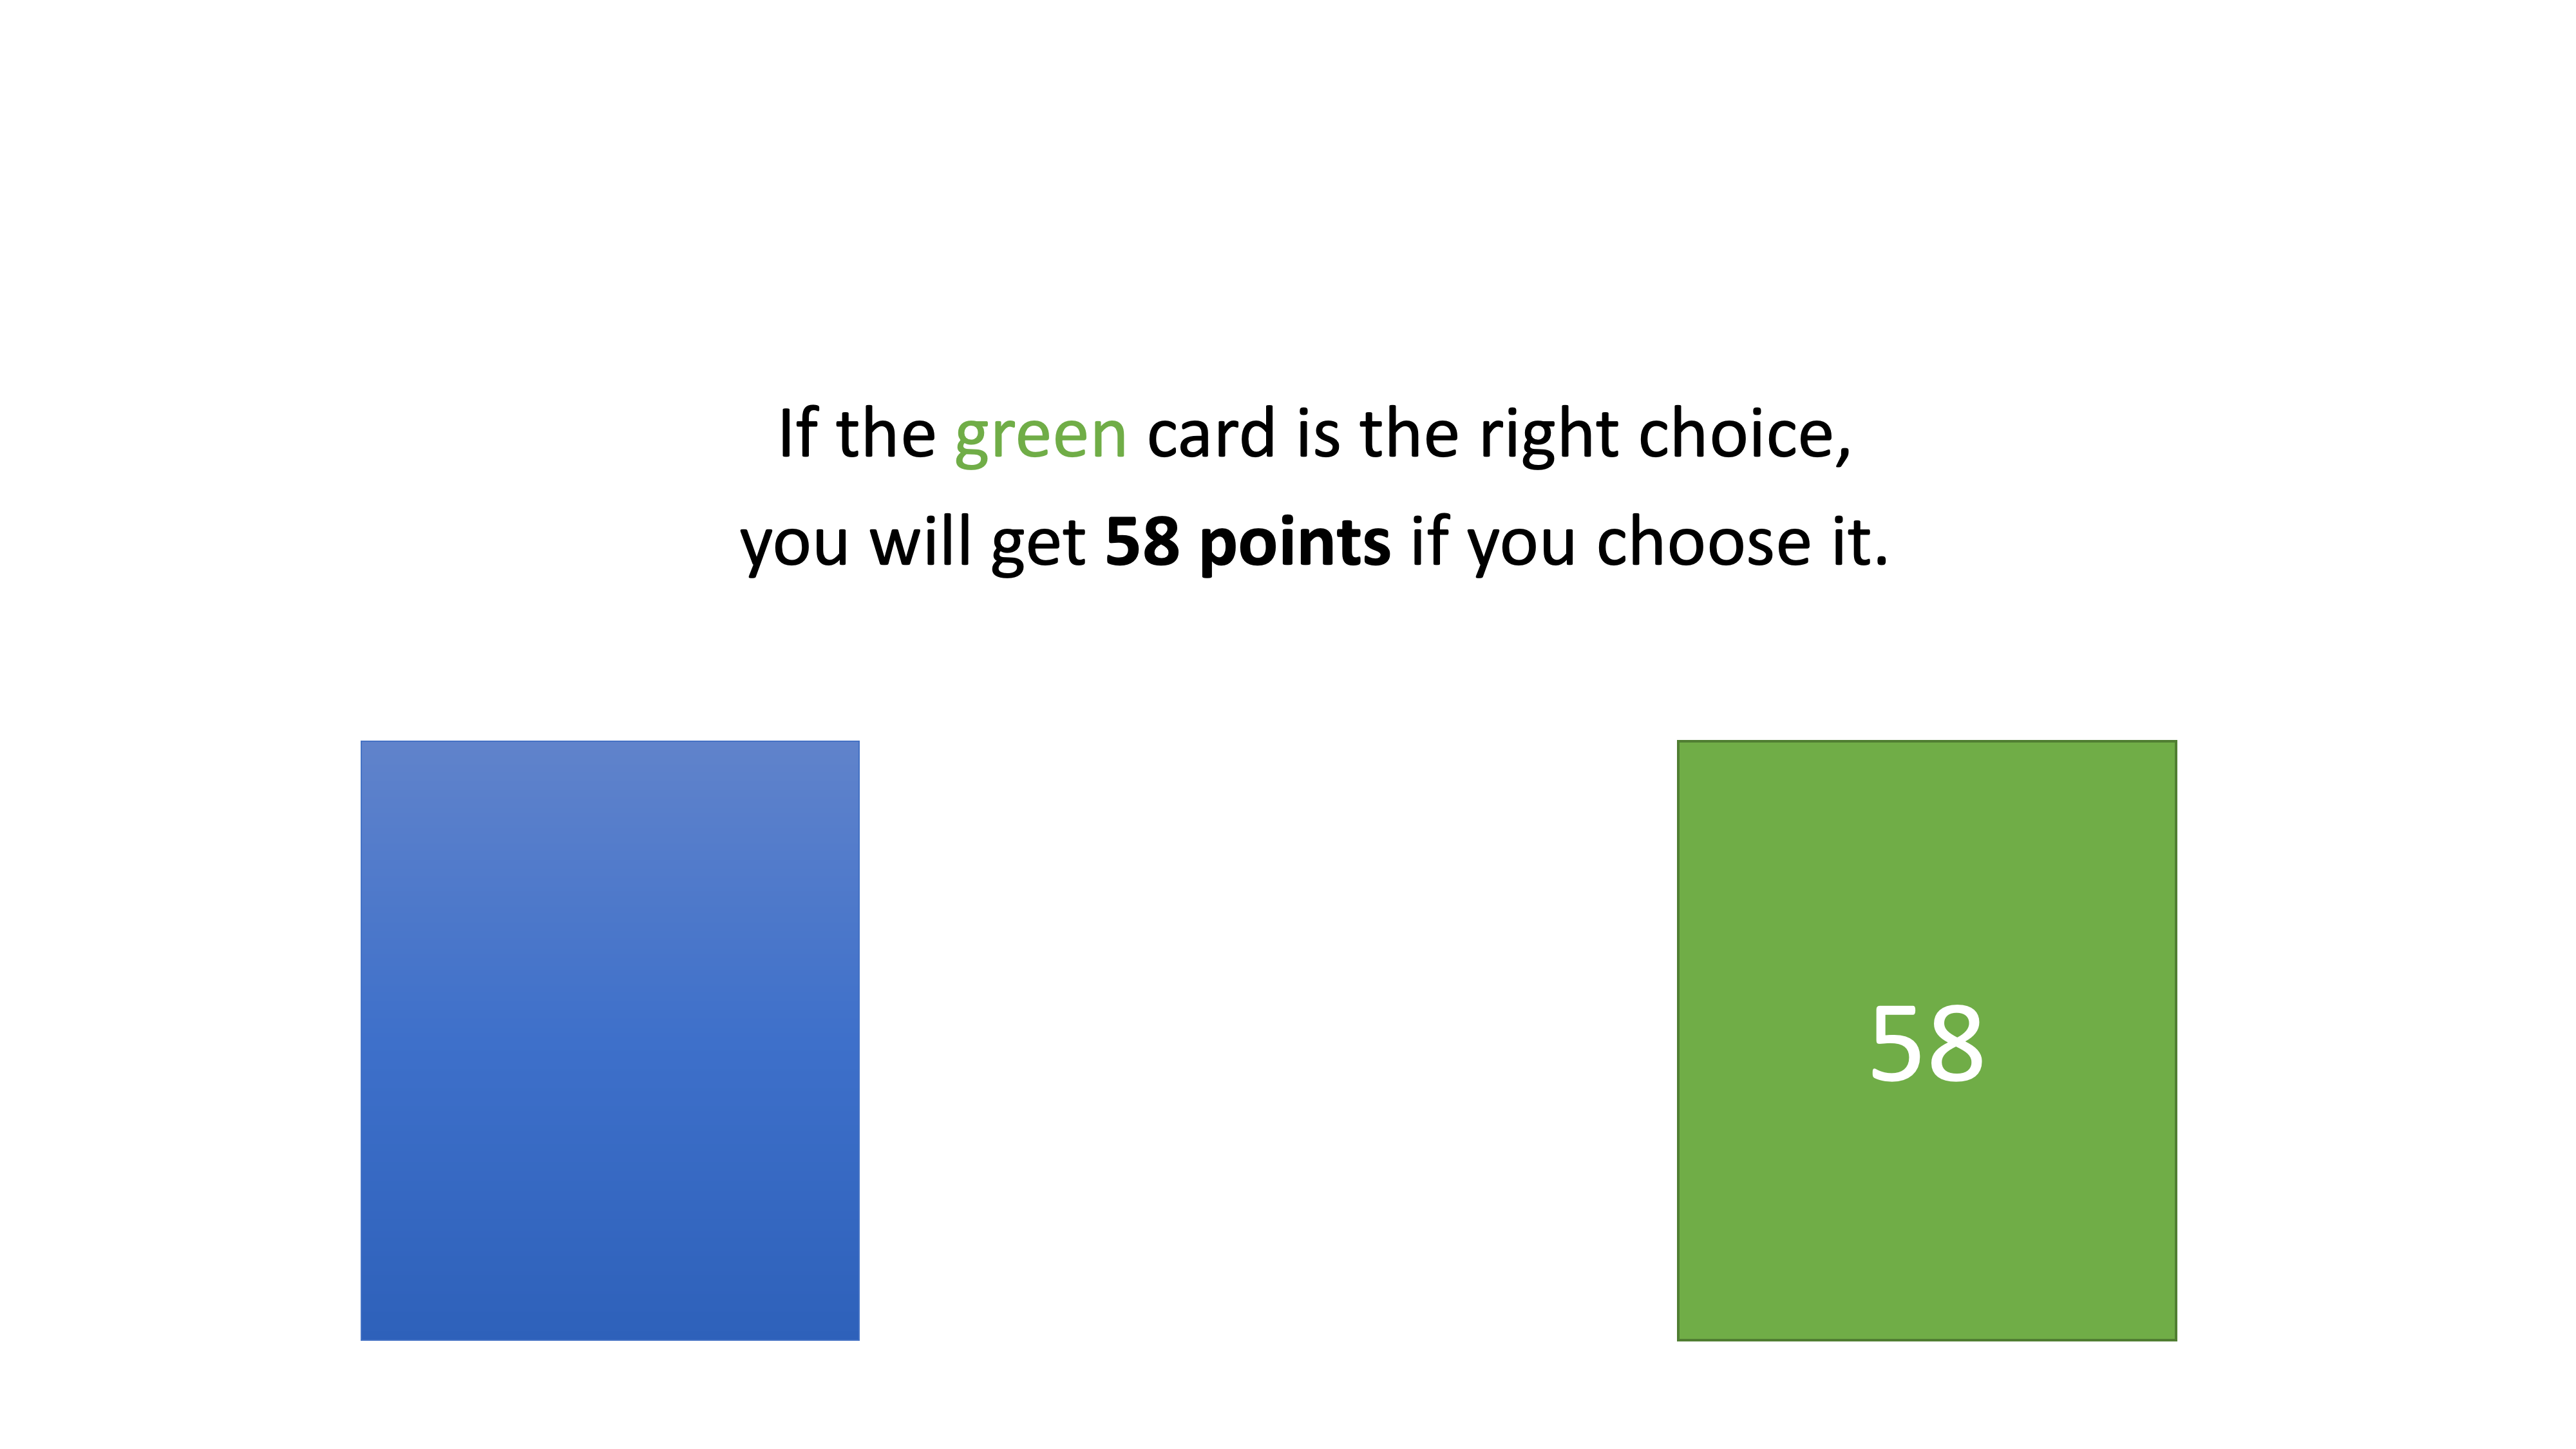 If the green card is the right choice,
you will get 58 points if you choose it.
58